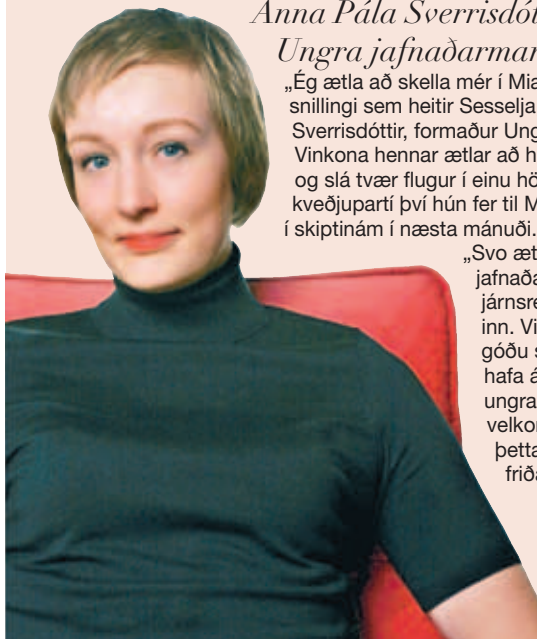 Anna Pála Sverrisdót
Ungra jafnaðarman
„Ég ætla að skella mér í Mia
snillingi sem heitir Sesselja
Sverrisdóttir, formaður Ung
Vinkona hennar ætlar að h
og slá tvær flugur í einu hö
kveðjupartí því hún fer til M
í skiptinám í næsta mánuði.
„Svo æt
jafnaða
járnsre
inn. Vi
góðu s
hafa á
ungra
velkor
þetta
friða